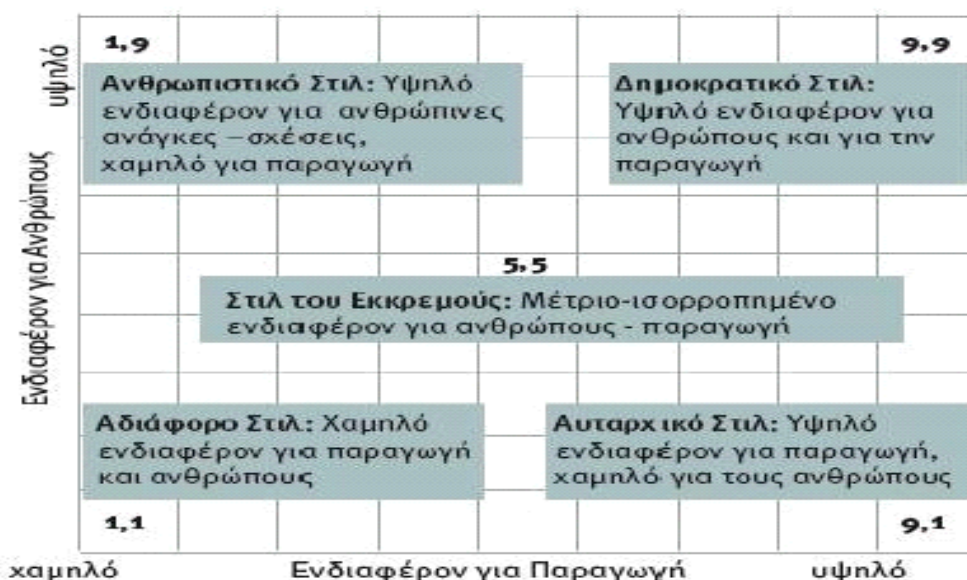 υψηλό
Ενδιαφέρον για Ανθρώπους
1,9
Ανθρωπιστικό Στιλ: Υψηλό
ενδιαφέρον για ανθρώπινες
ανάγκες – σχέσεις,
χαμηλό για παραγωγή
9,9
Δημοκρατικό Στιλ:
Υψηλό ενδιαφέρον για
ανθρώπους και για την
παραγωγή
5,5
Στιλ του Εκκρεμούς: Μέτριο-ισορροπημένο
ενδιαφέρον για ανθρώπους - παραγωγή
Αδιάφορο Στιλ: Χαμηλό
ενδιαφέρον για παραγωγή
και ανθρώπους
1,1
Αυταρχικό Στιλ: Υψηλό
ενδιαφέρον για παραγωγή,
χαμηλό για τους ανθρώπους
9,1
χαμηλό Ενδιαφέρον για Παραγωγή υψηλό